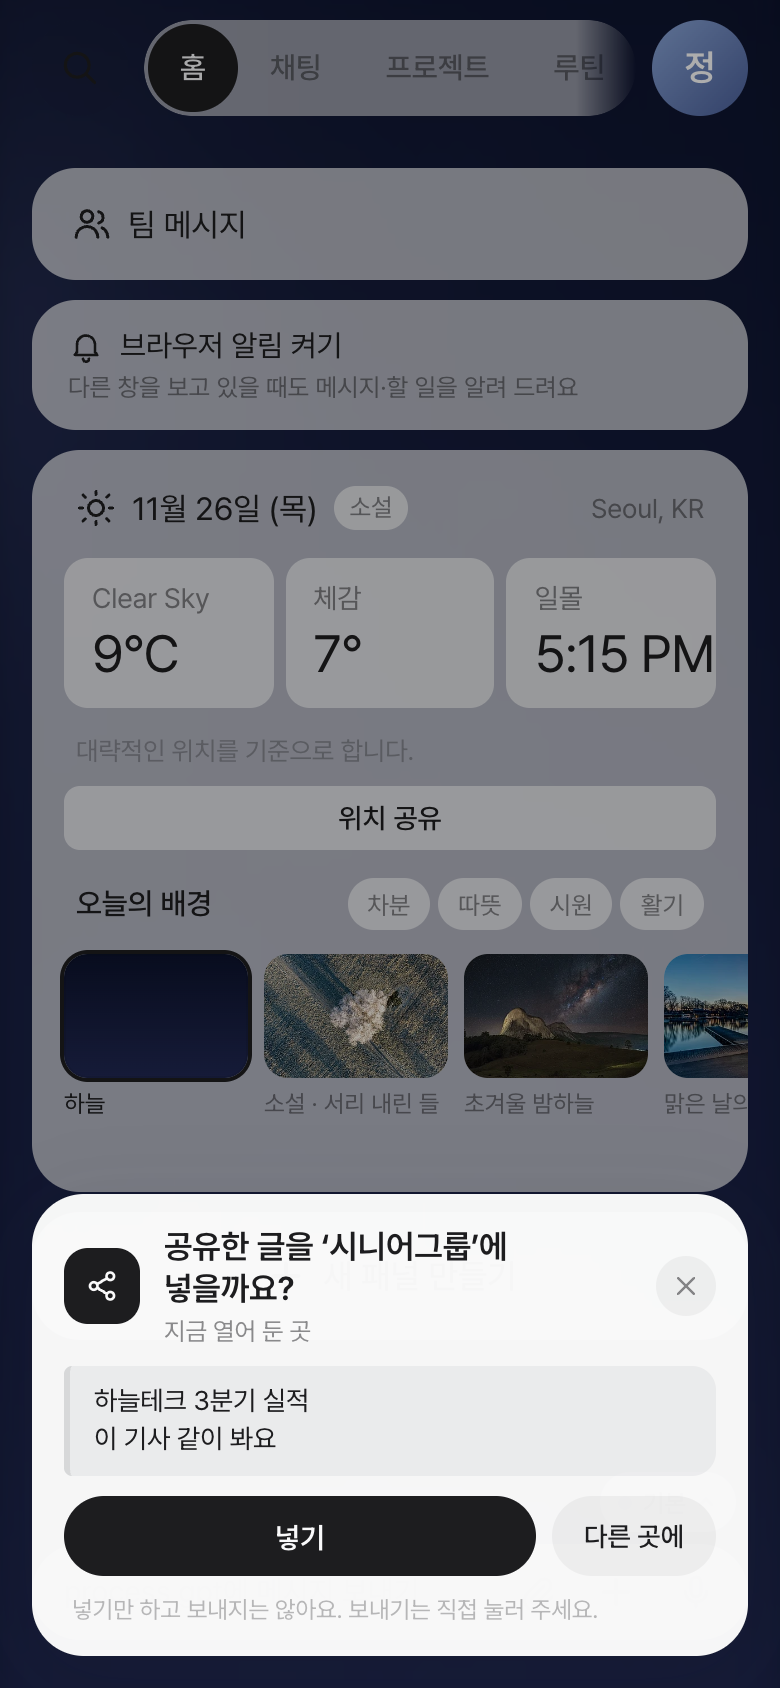 홈 채팅 프로젝트 루틴 정
팀 메시지
브라우저 알림 켜기
다른 창을 보고 있을 때도 메시지·할 일을 알려 드려요
11월 26일 (목) 소설 Seoul, KR
Clear Sky 체감 일몰
9°C 7° 5:15 PM
대략적인 위치를 기준으로 합니다.
위치 공유
오늘의 배경 차분 따뜻 시원 활기
하늘 소설 · 서리 내린 들 초겨울 밤하늘 맑은 날의
공유한 글을 ‘시니어그룹’에
넣을까요?
지금 열어 둔 곳
하늘테크 3분기 실적
이 기사 같이 봐요
넣기 다른 곳에
넣기만 하고 보내지는 않아요. 보내기는 직접 눌러 주세요.